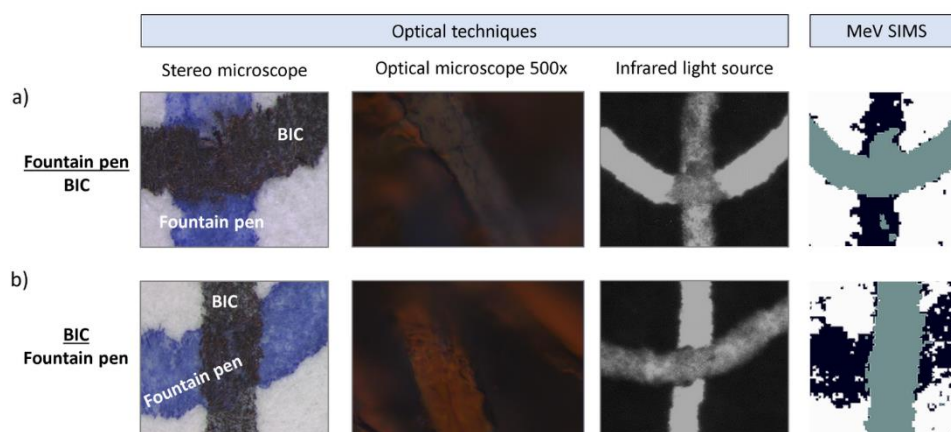 Optical techniques
MeV SIMS
Stereo microscope
Optical microscope 500x
Infrared light source
a)
Fountain pen
BIC
BIC
Fountain pen
b)
BIC
Fountain pen
BIC
Fountain pen